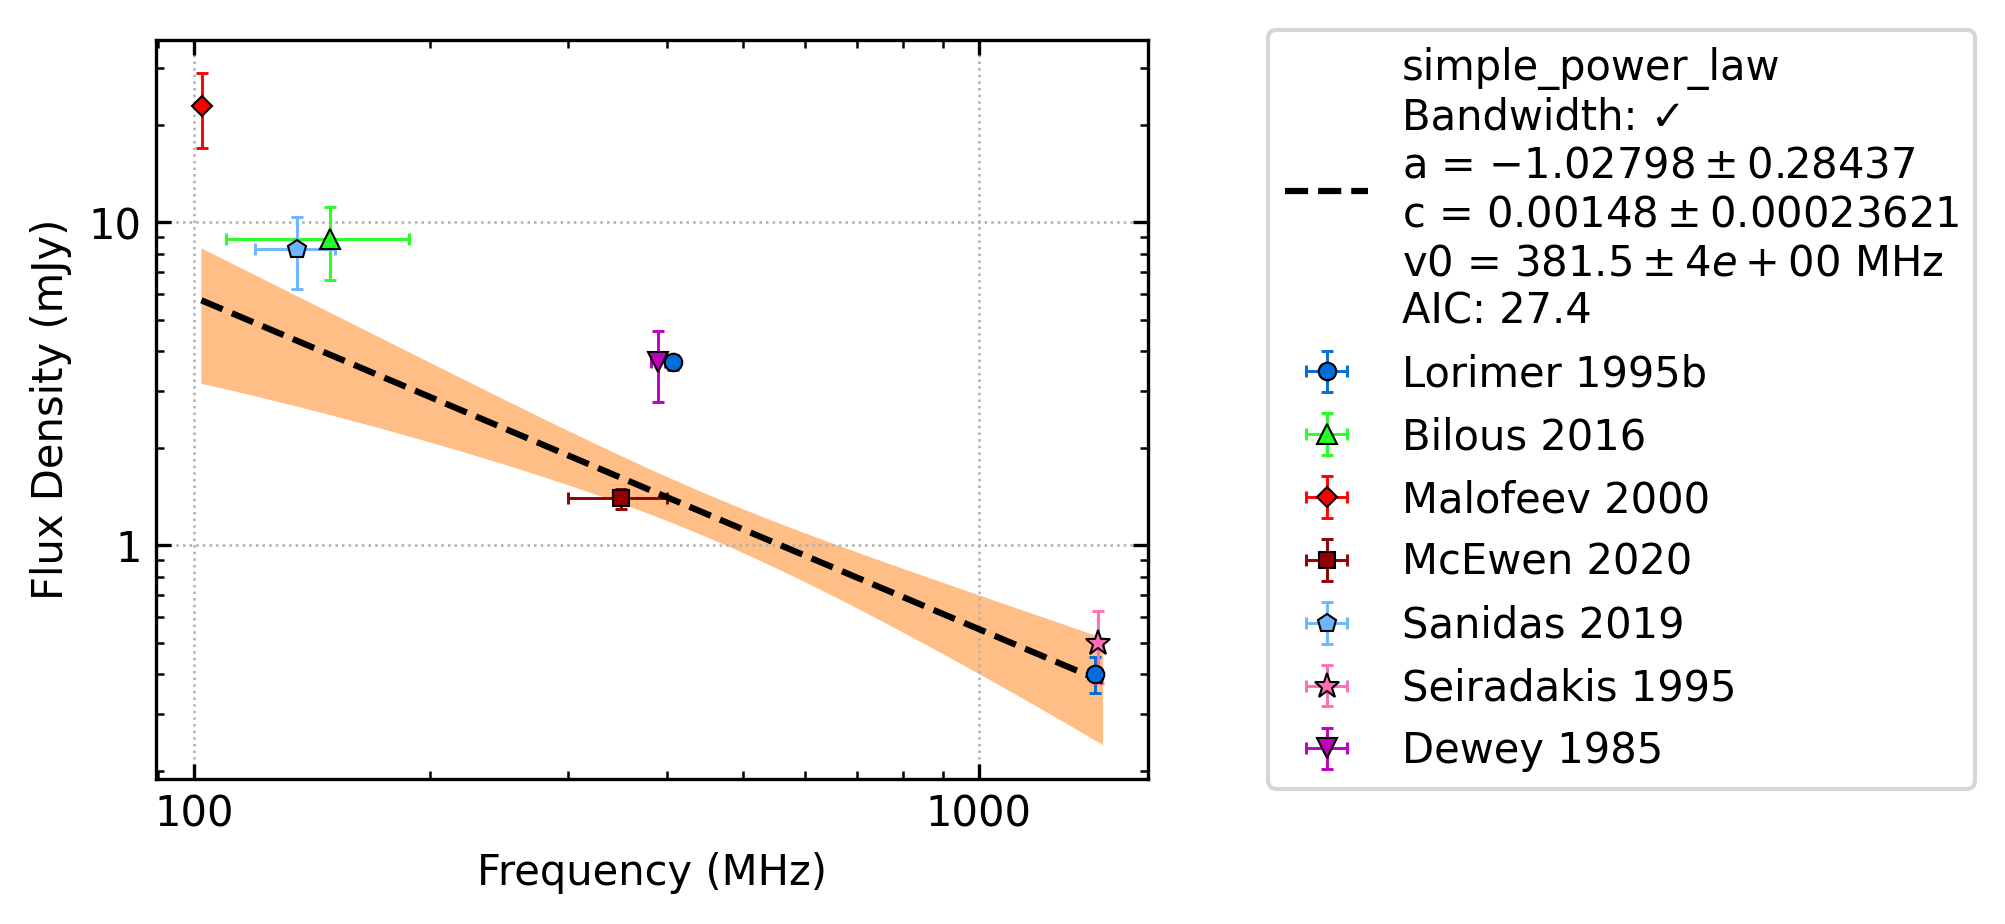 10
1
100
1000
Flux Density (mJy)
Frequency (MHz)
simple_power_law
Bandwidth: ✓
a = −1.02798 ± 0.28437
c = 0.00148 ± 0.00023621
v0 = 381.5 ± 4e + 00 MHz
AIC: 27.4
Lorimer 1995b
Bilous 2016
Malofeev 2000
McEwen 2020
Sanidas 2019
Seiradakis 1995
Dewey 1985